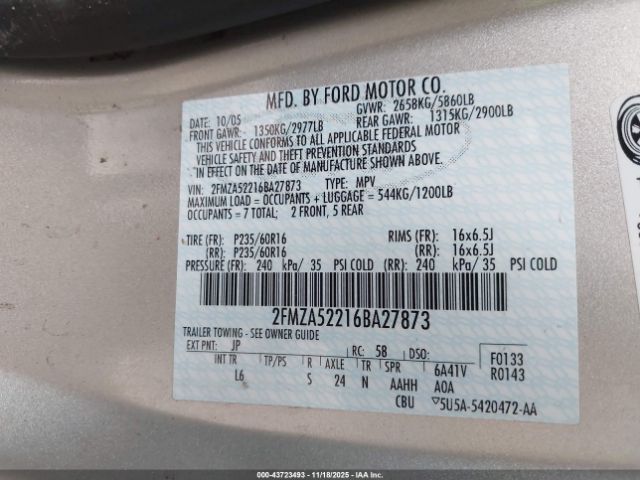 MFD. BY FORD MOTOR CO.
DATE: 10/05 GVWR: 2658KG/5860LB
FRONT GAWR: 1350KG/2977LB REAR GAWR: 1315KG/2900LB
THIS VEHICLE CONFORMS TO ALL APPLICABLE FEDERAL MOTOR
VEHICLE SAFETY AND THEFT PREVENTION STANDARDS
IN EFFECT ON THE DATE OF MANUFACTURE SHOWN ABOVE.
VIN: 2FMZA52216BA27873 TYPE: MPV
MAXIMUM LOAD = OCCUPANTS + LUGGAGE = 544KG/1200LB
OCCUPANTS = 7 TOTAL; 2 FRONT, 5 REAR
TIRE (FR): P235/60R16 RIMS (FR): 16x6.5J
(RR): P235/60R16 (RR): 16x6.5J
PRESSURE (FR): 240 kPa/ 35 PSI COLD (RR): 240 kPa/ 35 PSI COLD
2FMZA52216BA27873
TRAILER TOWING - SEE OWNER GUIDE
EXT PNT: JP RC: 58 DSO: F0133
INT TR TP/PS R AXLE TR SPR 6A41V R0143
L6 S 24 N AAHH A0A
CBU 5U5A-5420472-AA
000-43723493 - 11/18/2025 - IAA Inc.